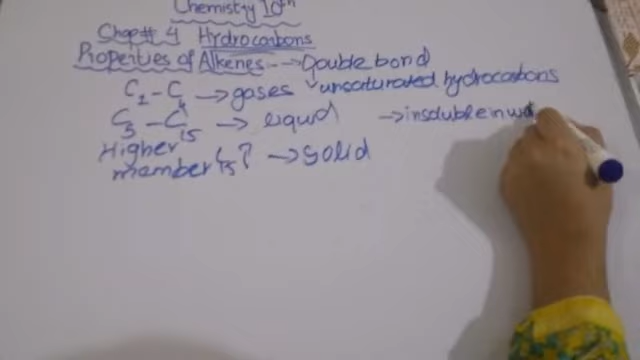 Chemistry 10th
Chap# 4 Hydrocarbons
Properties of Alkenes --→ Double bond
C2 - C4 → gases unsaturated hydrocarbons
C5 - C15 → liquid → insoluble in wa
Higher
member C15 ? → Solid